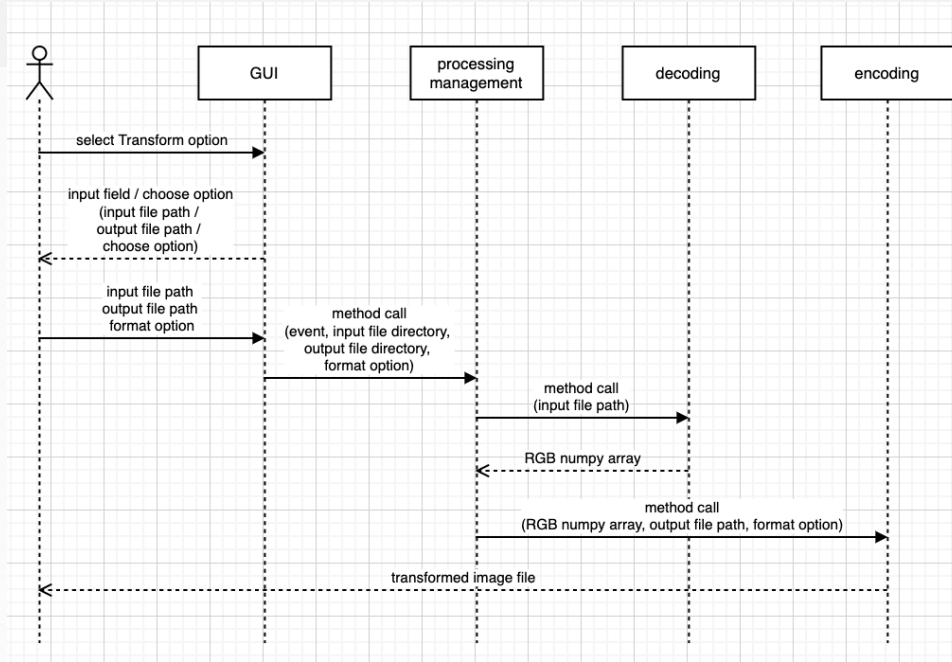 GUI
processing
management
decoding
encoding
select Transform option
input field / choose option
(input file path /
output file path /
choose option)
input file path
output file path
format option
method call
(event, input file directory,
output file directory,
format option)
method call
(input file path)
RGB numpy array
method call
(RGB numpy array, output file path, format option)
transformed image file